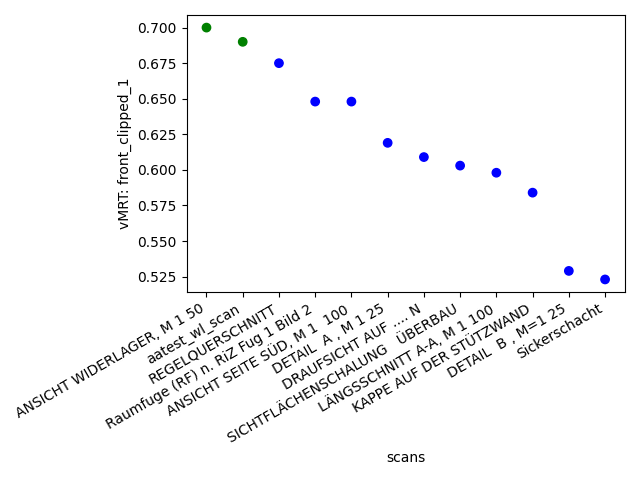 0.700
0.675
0.650
0.625
0.600
0.575
0.550
0.525
vMRT: front_clipped_1
ANSICHT WIDERLAGER, M 1 50
aatest_wl_scan
REGELQUERSCHNITT
Raumfuge (RF) n. RiZ Fug 1 Bild 2
ANSICHT SEITE SÜD, M 1  100
DETAIL  A , M 1 25
DRAUFSICHT AUF .... N
SICHTFLÄCHENSCHALUNG   ÜBERBAU
LÄNGSSCHNITT A-A, M 1 100
KAPPE AUF DER STÜTZWAND
DETAIL  B , M=1 25
Sickerschacht
scans